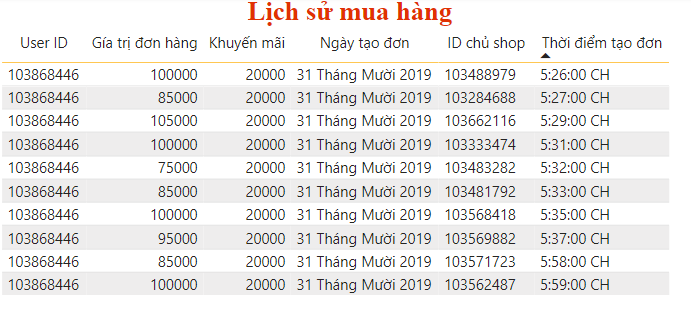 Lịch sử mua hàng
User ID Gía trị đơn hàng Khuyến mãi Ngày tạo đơn ID chủ shop Thời điểm tạo đơn
103868446 100000 20000 31 Tháng Mười 2019 103488979 5:26:00 CH
103868446 85000 20000 31 Tháng Mười 2019 103284688 5:27:00 CH
103868446 105000 20000 31 Tháng Mười 2019 103662116 5:29:00 CH
103868446 100000 20000 31 Tháng Mười 2019 103333474 5:31:00 CH
103868446 75000 20000 31 Tháng Mười 2019 103483282 5:32:00 CH
103868446 85000 20000 31 Tháng Mười 2019 103481792 5:33:00 CH
103868446 100000 20000 31 Tháng Mười 2019 103568418 5:35:00 CH
103868446 95000 20000 31 Tháng Mười 2019 103569882 5:37:00 CH
103868446 85000 20000 31 Tháng Mười 2019 103571723 5:58:00 CH
103868446 100000 20000 31 Tháng Mười 2019 103562487 5:59:00 CH